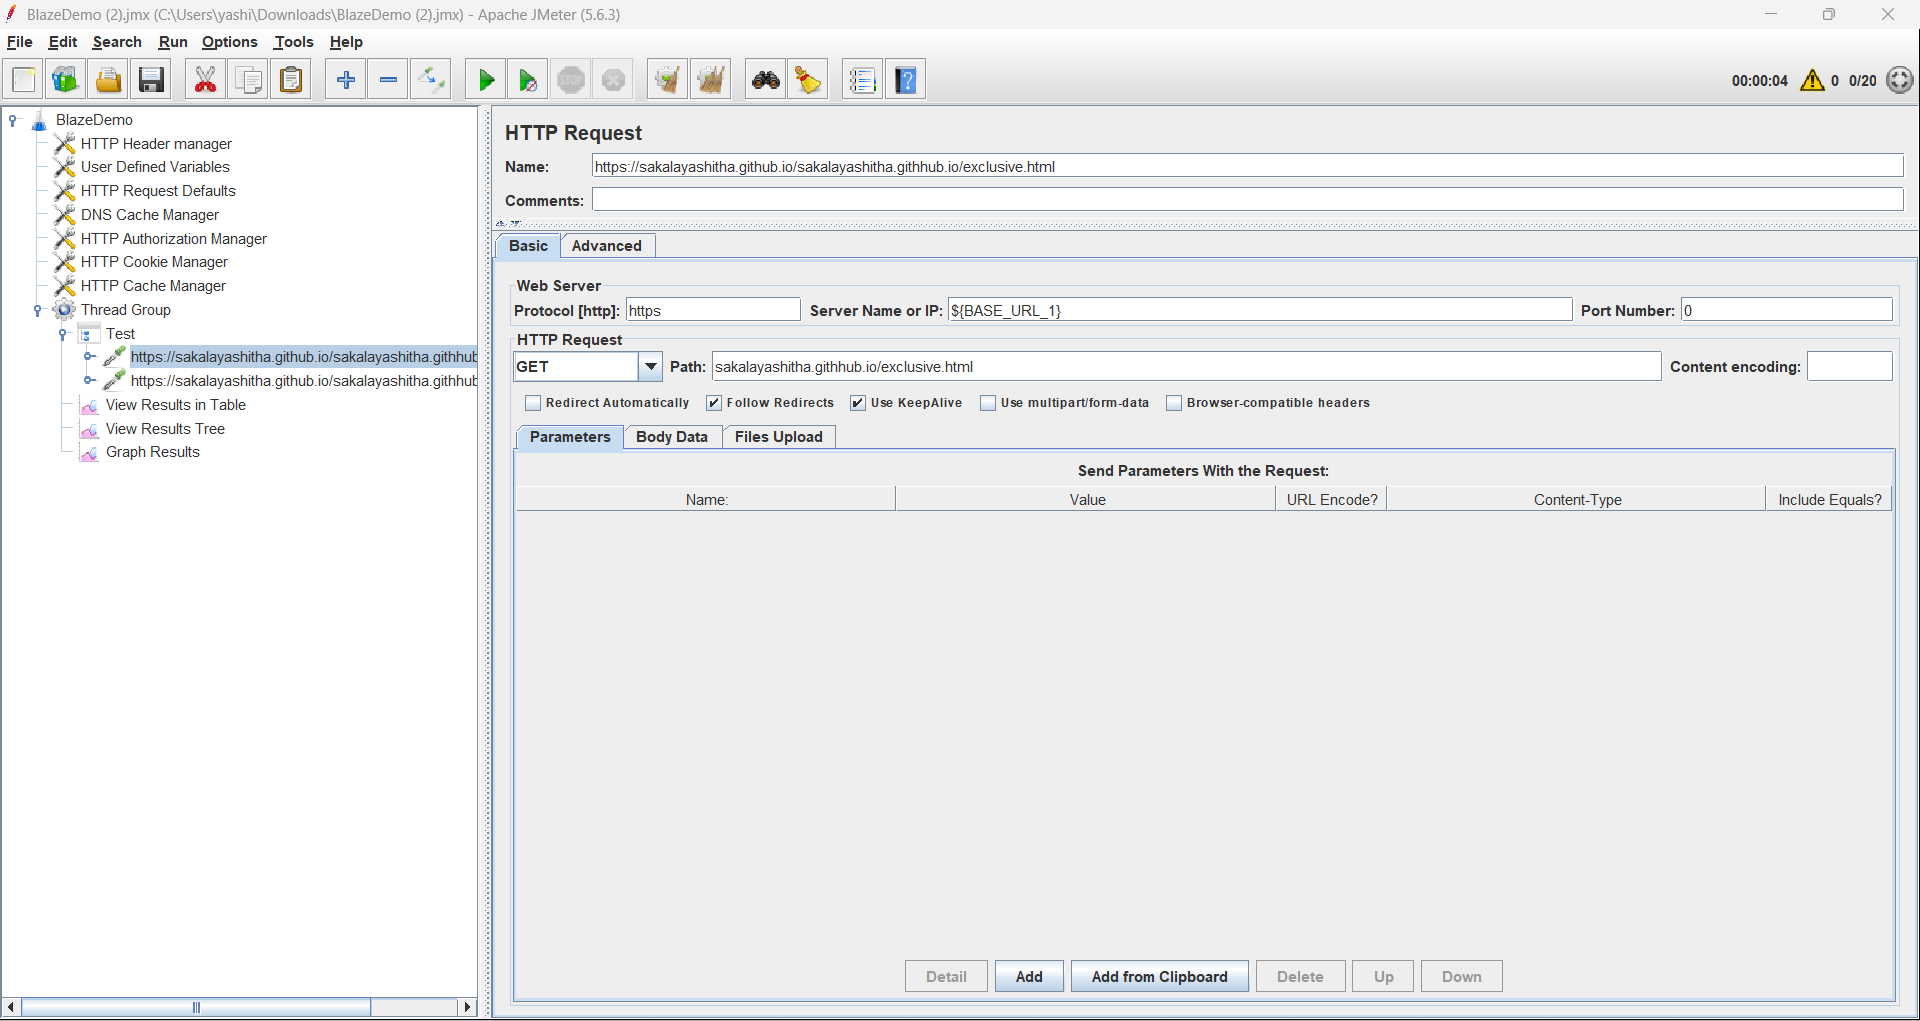 BlazeDemo (2).jmx (C:\Users\yashi\Downloads\BlazeDemo (2).jmx) - Apache JMeter (5.6.3)
File Edit Search Run Options Tools Help
STOP ? 00:00:04 0 0/20
BlazeDemo
HTTP Header manager
User Defined Variables
HTTP Request Defaults
DNS Cache Manager
HTTP Authorization Manager
HTTP Cookie Manager
HTTP Cache Manager
Thread Group
Test
https://sakalayashitha.github.io/sakalayashitha.githhub
https://sakalayashitha.github.io/sakalayashitha.githhub
View Results in Table
View Results Tree
Graph Results
HTTP Request
Name: https://sakalayashitha.github.io/sakalayashitha.githhub.io/exclusive.html
Comments:
Basic Advanced
Web Server
Protocol [http]: https Server Name or IP: ${BASE_URL_1} Port Number: 0
HTTP Request
GET Path: sakalayashitha.githhub.io/exclusive.html Content encoding:
Redirect Automatically Follow Redirects Use KeepAlive Use multipart/form-data Browser-compatible headers
Parameters Body Data Files Upload
Send Parameters With the Request:
Name: Value URL Encode? Content-Type Include Equals?
Detail Add Add from Clipboard Delete Up Down